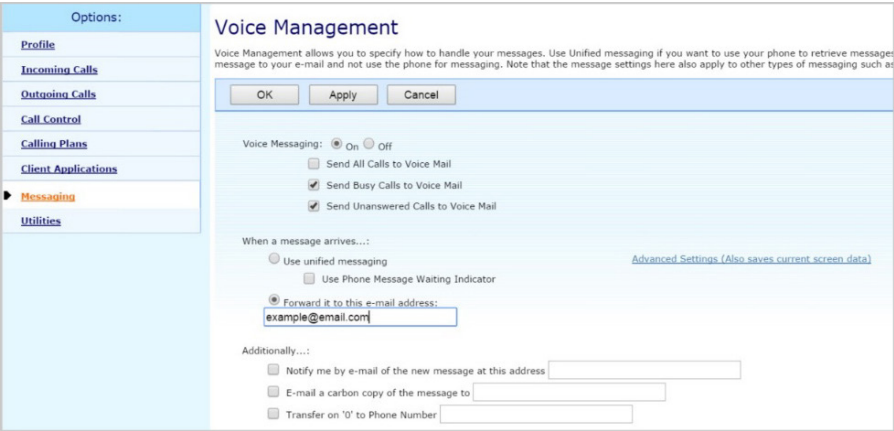 Options:
Profile
Incoming Calls
Outgoing Calls
Call Control
Calling Plans
Client Applications
Messaging
Utilities
Voice Management
Voice Management allows you to specify how to handle your messages. Use Unified messaging if you want to use your phone to retrieve messages
message to your e-mail and not use the phone for messaging. Note that the message settings here also apply to other types of messaging such as
OK Apply Cancel
Voice Messaging: On Off
Send All Calls to Voice Mail
Send Busy Calls to Voice Mail
Send Unanswered Calls to Voice Mail
When a message arrives...:
Use unified messaging Advanced Settings (Also saves current screen data)
Use Phone Message Waiting Indicator
Forward it to this e-mail address:
example@email.com
Additionally...:
Notify me by e-mail of the new message at this address
E-mail a carbon copy of the message to
Transfer on '0' to Phone Number